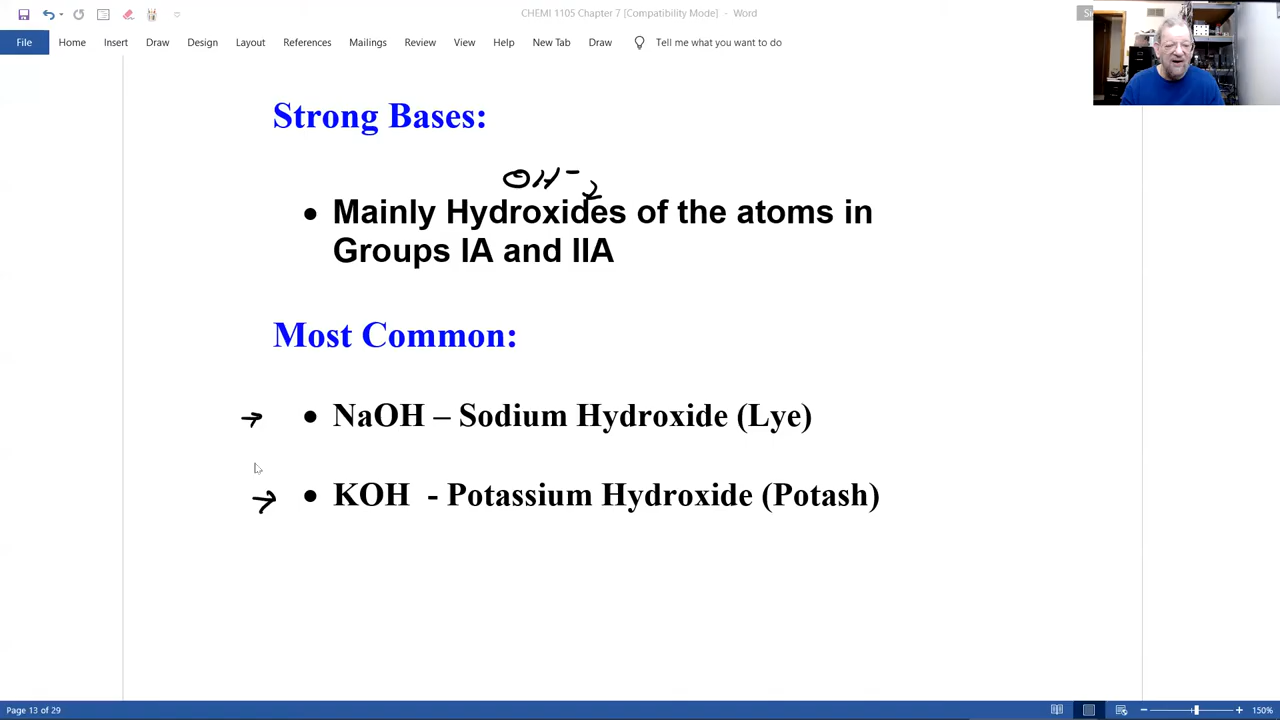 CHEMI 1105 Chapter 7 [Compatibility Mode] - Word
File Home Insert Draw Design Layout References Mailings Review View Help New Tab Draw Tell me what you want to do
Strong Bases:
OH-
• Mainly Hydroxides of the atoms in
Groups IA and IIA
Most Common:
• NaOH – Sodium Hydroxide (Lye)
• KOH - Potassium Hydroxide (Potash)
Page 13 of 29
150%